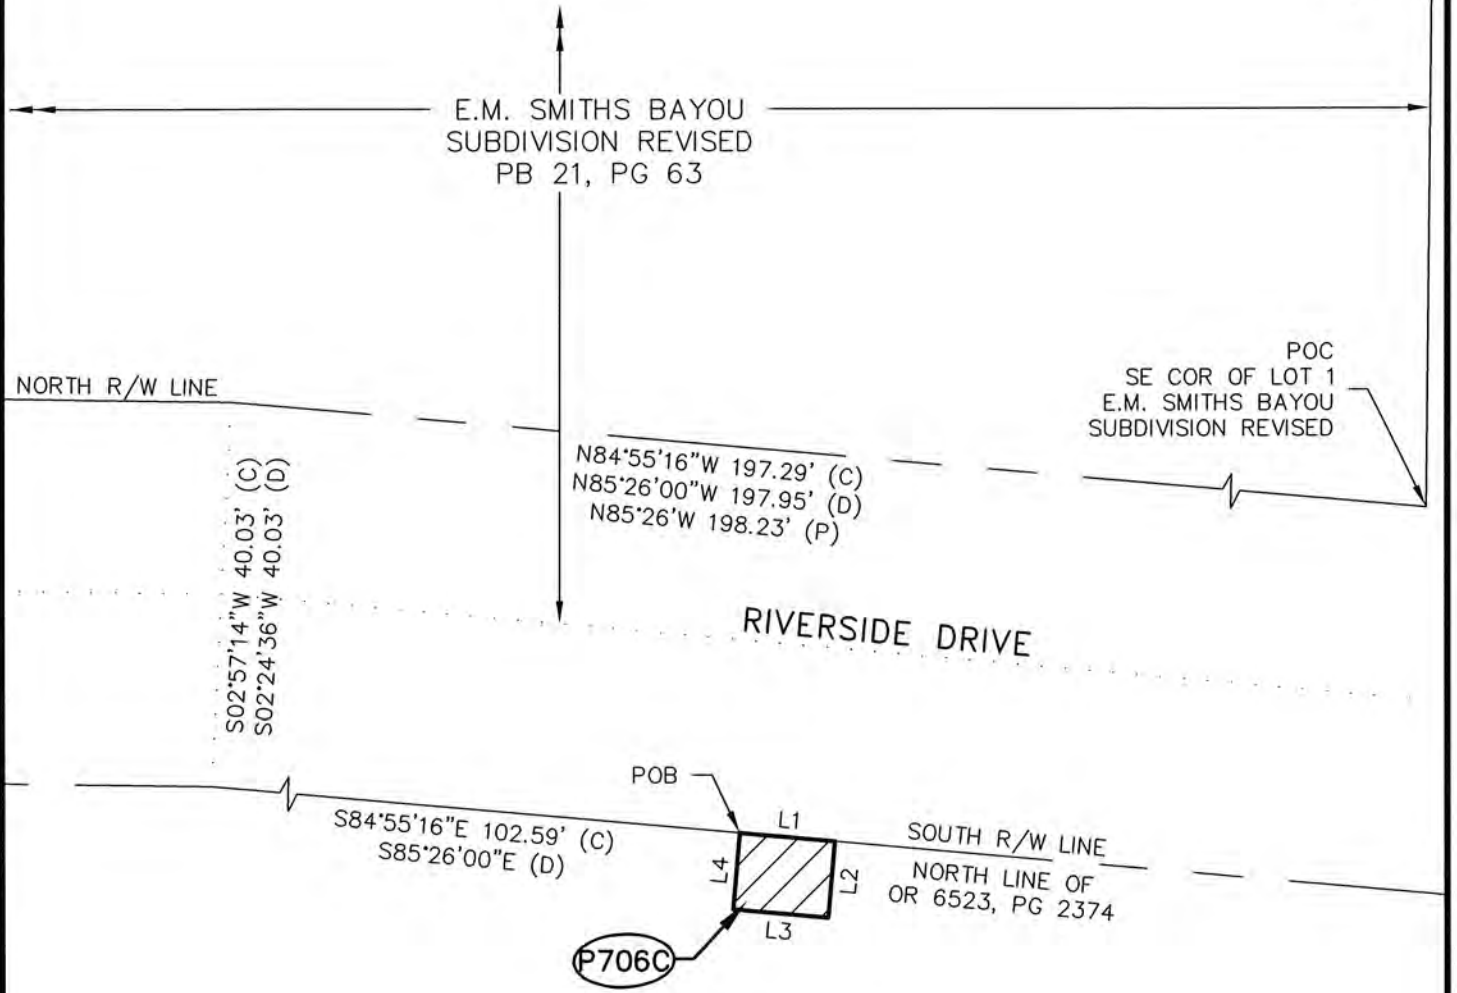 E.M. SMITHS BAYOU
SUBDIVISION REVISED
PB 21, PG 63
POC
SE COR OF LOT 1
E.M. SMITHS BAYOU
SUBDIVISION REVISED
NORTH R/W LINE
N84°55'16"W 197.29' (C)
N85°26'00"W 197.95' (D)
N85°26'W 198.23' (P)
S02°57'14"W 40.03' (C)
S02°24'36"W 40.03' (D)
RIVERSIDE DRIVE
POB
L1
SOUTH R/W LINE
S84°55'16"E 102.59' (C)
S85°26'00"E (D)
L4
L2
NORTH LINE OF
OR 6523, PG 2374
L3
P706C